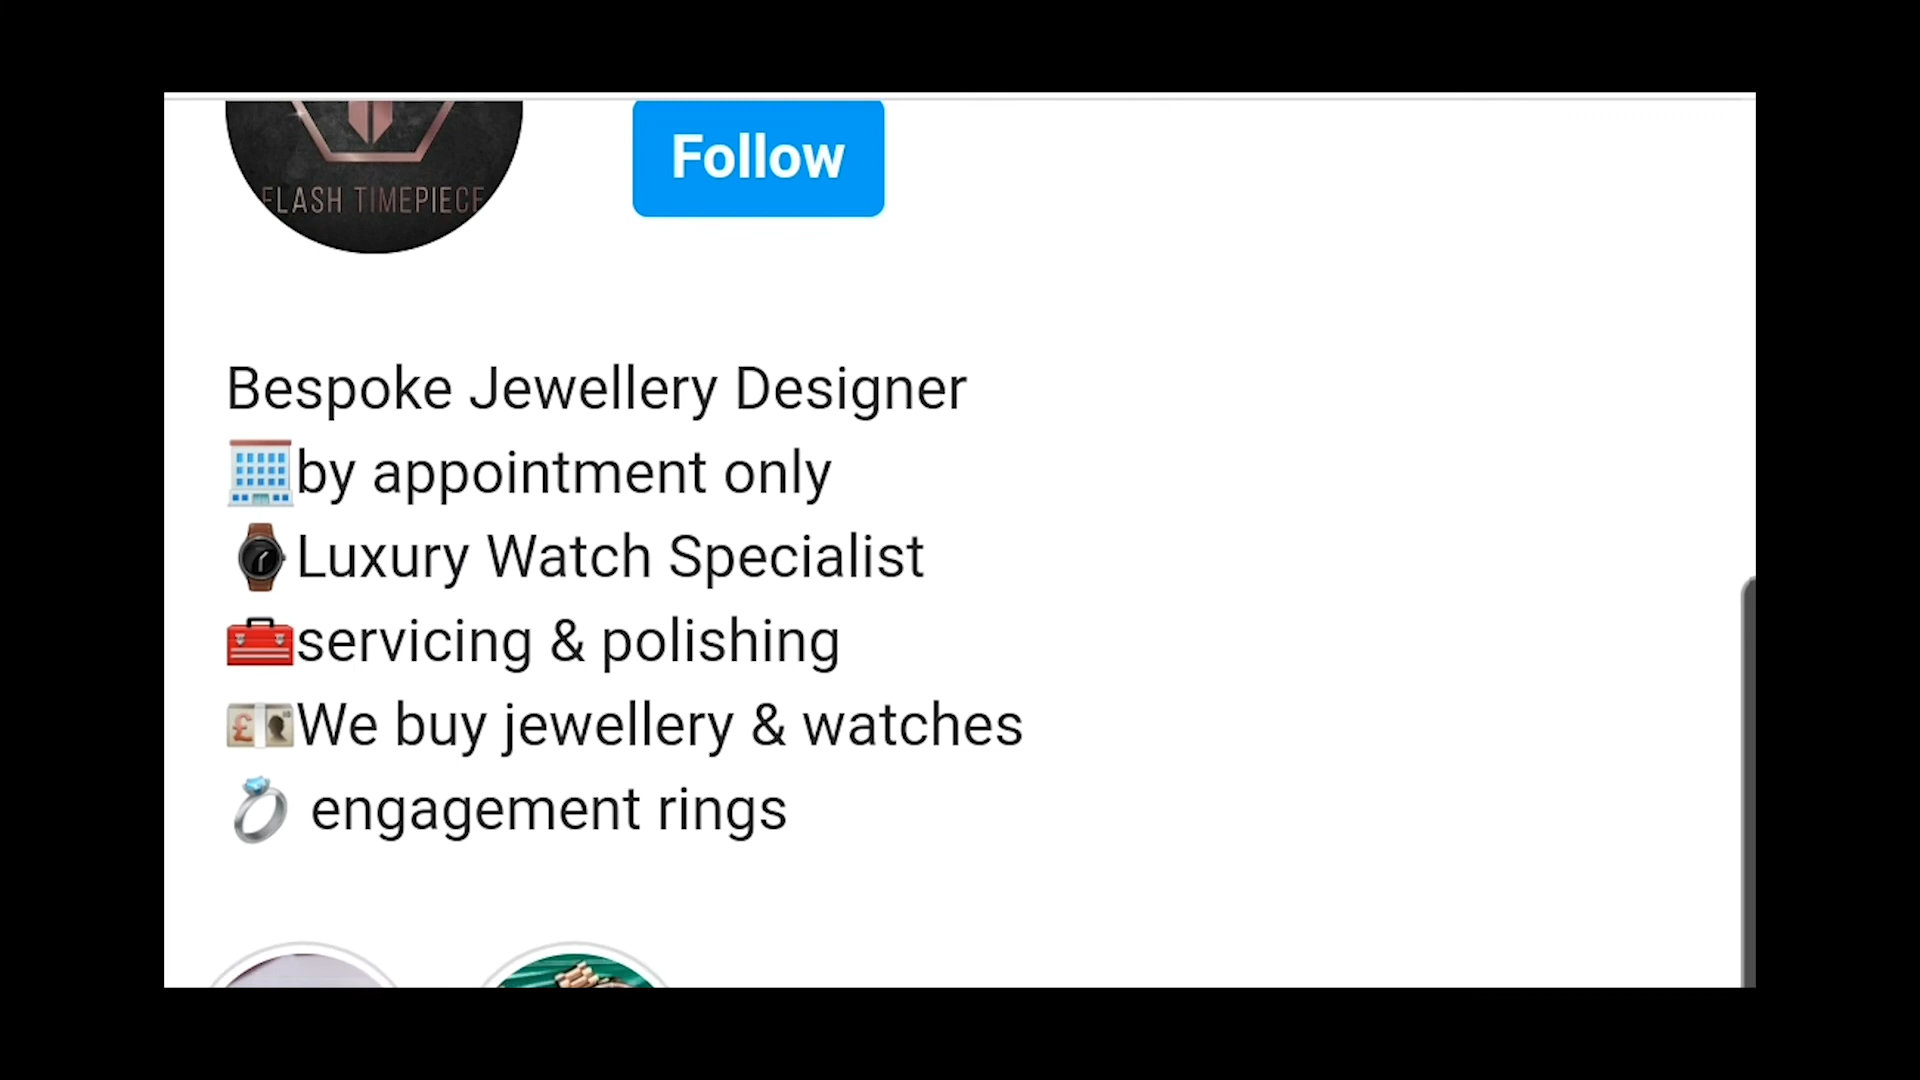 Follow
FLASH TIMEPIECE
Bespoke Jewellery Designer
by appointment only
Luxury Watch Specialist
servicing & polishing
We buy jewellery & watches
engagement rings